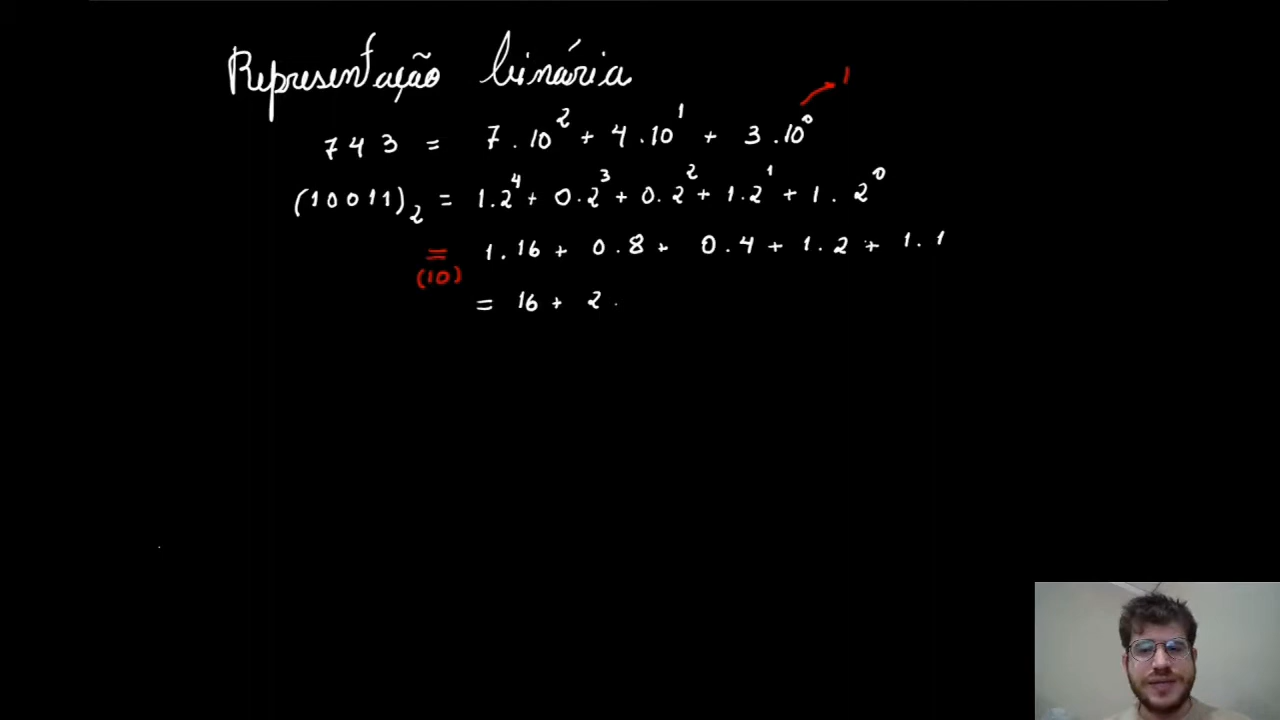 Representação binária
1
743 = 7.10² + 4.10¹ + 3.10⁰
(10011)₂ = 1.2⁴ + 0.2³ + 0.2² + 1.2¹ + 1.2⁰
= 1.16 + 0.8 + 0.4 + 1.2 + 1.1
(10)
= 16 + 2